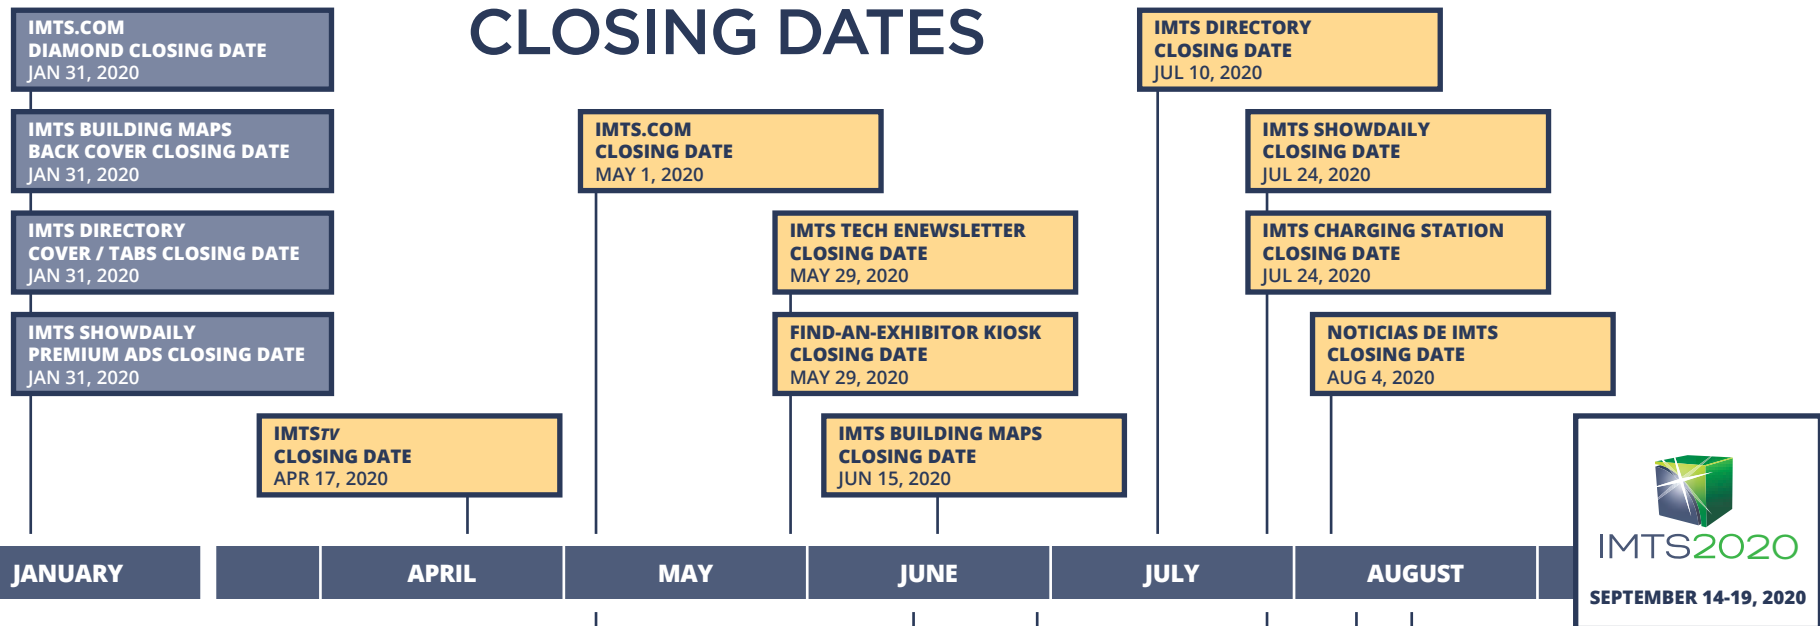 CLOSING DATES
IMTS.COM
DIAMOND CLOSING DATE
JAN 31, 2020
IMTS BUILDING MAPS
BACK COVER CLOSING DATE
JAN 31, 2020
IMTS DIRECTORY
COVER / TABS CLOSING DATE
JAN 31, 2020
IMTS SHOWDAILY
PREMIUM ADS CLOSING DATE
JAN 31, 2020
IMTSTV
CLOSING DATE
APR 17, 2020
IMTS.COM
CLOSING DATE
MAY 1, 2020
IMTS TECH ENEWSLETTER
CLOSING DATE
MAY 29, 2020
FIND-AN-EXHIBITOR KIOSK
CLOSING DATE
MAY 29, 2020
IMTS BUILDING MAPS
CLOSING DATE
JUN 15, 2020
IMTS DIRECTORY
CLOSING DATE
JUL 10, 2020
IMTS SHOWDAILY
CLOSING DATE
JUL 24, 2020
IMTS CHARGING STATION
CLOSING DATE
JUL 24, 2020
NOTICIAS DE IMTS
CLOSING DATE
AUG 4, 2020
JANUARY
APRIL
MAY
JUNE
JULY
AUGUST
IMTS2020
SEPTEMBER 14-19, 2020